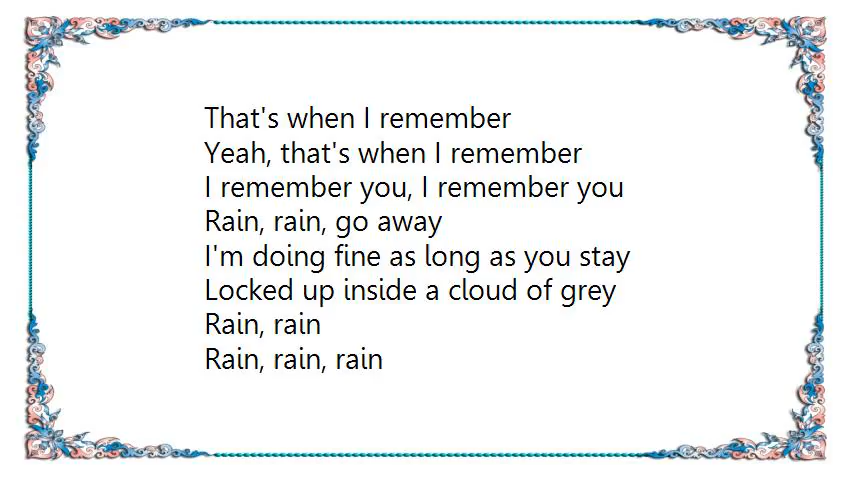 That's when I remember
Yeah, that's when I remember
I remember you, I remember you
Rain, rain, go away
I'm doing fine as long as you stay
Locked up inside a cloud of grey
Rain, rain
Rain, rain, rain